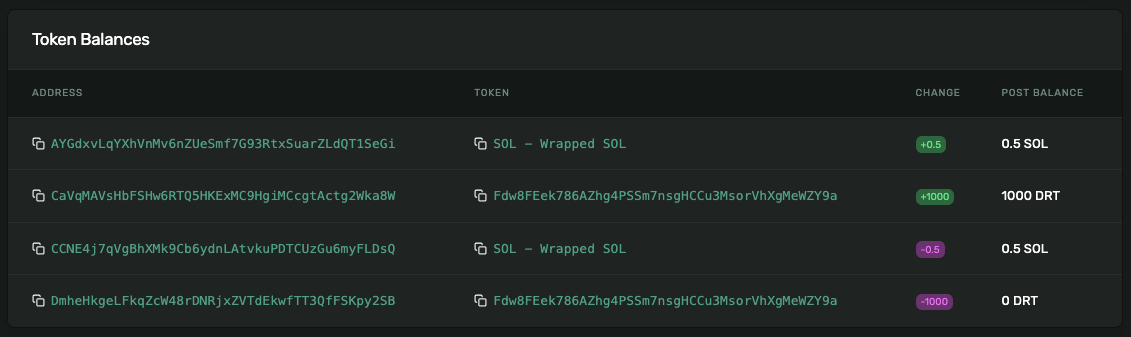 Token Balances
ADDRESS TOKEN CHANGE POST BALANCE
AYGdxvLqYXhVnMv6nZUeSmf7G93RtxSuarZLdQT1SeGi SOL – Wrapped SOL +0.5 0.5 SOL
CaVqMAVsHbFSHw6RTQ5HKExMC9HgiMCcgtActg2Wka8W Fdw8FEek786AZhg4PSSm7nsgHCCu3MsorVhXgMeWZY9a +1000 1000 DRT
CCNE4j7qVgBhXMk9Cb6ydnLAtvkuPDTCUzGu6myFLDsQ SOL – Wrapped SOL -0.5 0.5 SOL
DmheHkgeLFkqZcW48rDNRjxZVTdEkwfTT3QfFSKpy2SB Fdw8FEek786AZhg4PSSm7nsgHCCu3MsorVhXgMeWZY9a -1000 0 DRT